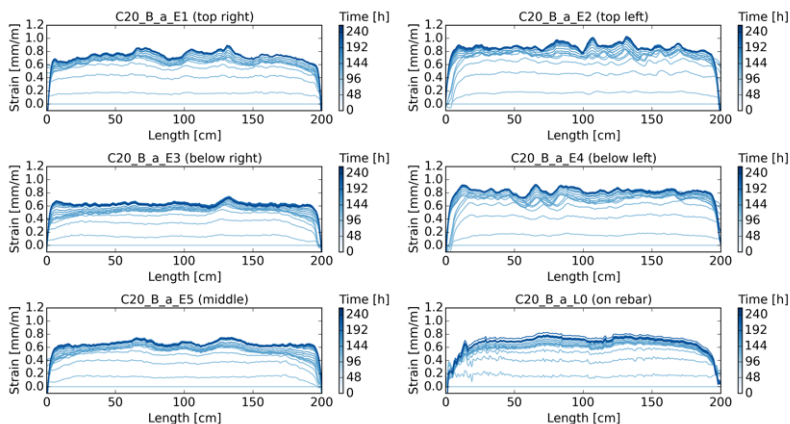 C20_B_a_E1 (top right)
Time [h]
1.2
1.0
0.8
0.6
0.4
0.2
0.0
Strain [mm/m]
0 50 100 150 200
Length [cm]
240
192
144
96
48
0
C20_B_a_E2 (top left)
Time [h]
1.2
1.0
0.8
0.6
0.4
0.2
0.0
Strain [mm/m]
0 50 100 150 200
Length [cm]
240
192
144
96
48
0
C20_B_a_E3 (below right)
Time [h]
1.2
1.0
0.8
0.6
0.4
0.2
0.0
Strain [mm/m]
0 50 100 150 200
Length [cm]
240
192
144
96
48
0
C20_B_a_E4 (below left)
Time [h]
1.2
1.0
0.8
0.6
0.4
0.2
0.0
Strain [mm/m]
0 50 100 150 200
Length [cm]
240
192
144
96
48
0
C20_B_a_E5 (middle)
Time [h]
1.2
1.0
0.8
0.6
0.4
0.2
0.0
Strain [mm/m]
0 50 100 150 200
Length [cm]
240
192
144
96
48
0
C20_B_a_L0 (on rebar)
Time [h]
1.2
1.0
0.8
0.6
0.4
0.2
0.0
Strain [mm/m]
0 50 100 150 200
Length [cm]
240
192
144
96
48
0